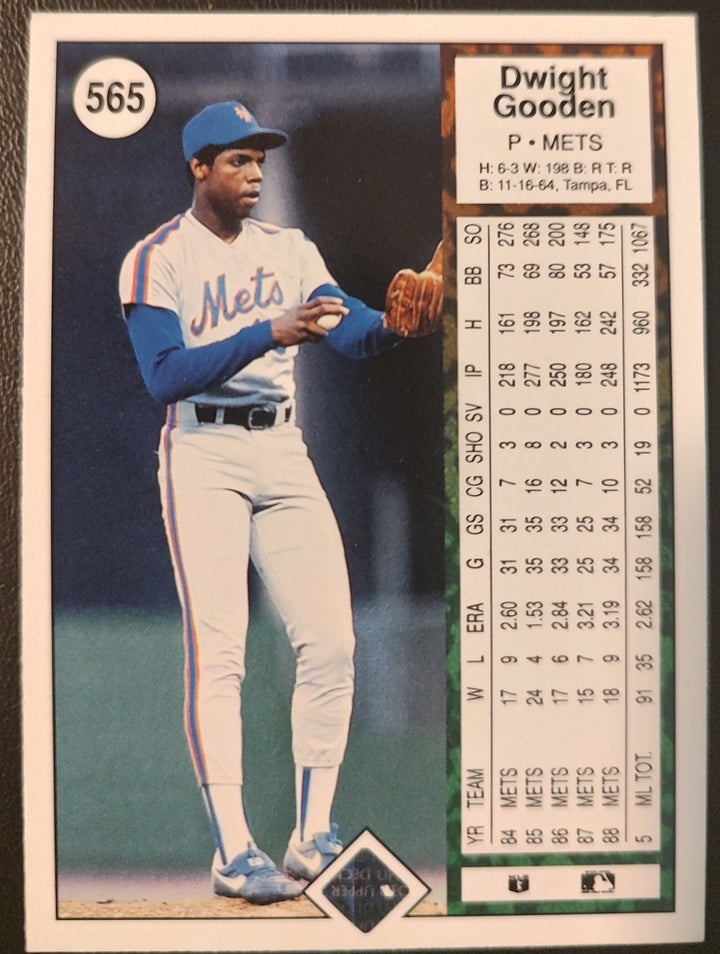 565
Dwight
Gooden
P • METS
H: 6-3 W: 198 B: R T: R
B: 11-16-64, Tampa, FL
Mets
YR TEAM W L ERA G GS CG SHO SV IP H BB SO
84 METS 17 9 2.60 31 31 7 3 0 218 161 73 276
85 METS 24 4 1.53 35 35 16 8 0 277 198 69 268
86 METS 17 6 2.84 33 33 12 2 0 250 197 80 200
87 METS 15 7 3.21 25 25 7 3 0 180 162 53 148
88 METS 18 9 3.19 34 34 10 3 0 248 242 57 175
5 ML TOT. 91 35 2.62 158 158 52 19 0 1173 960 332 1067
UPPER